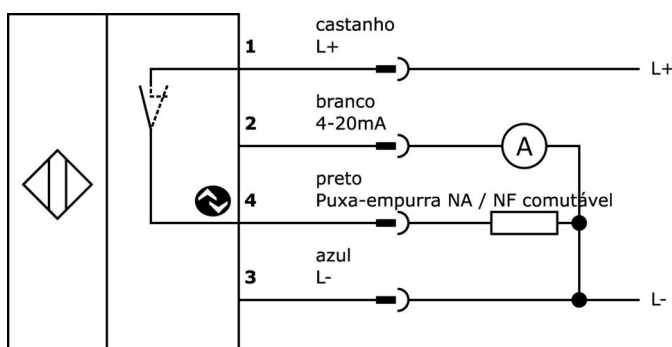 castanho
1 L+
L+
branco
2 4-20mA
A
preto
4 Puxa-empurra NA / NF comutável
azul
3 L-
L-